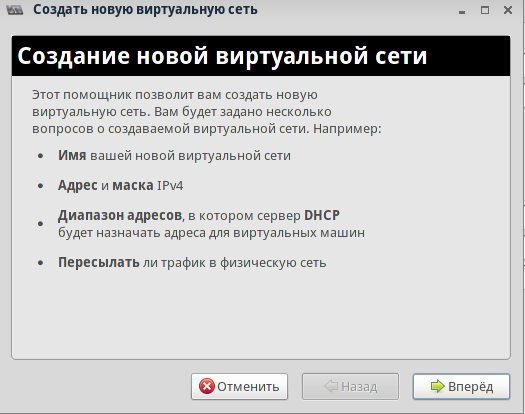 Создать новую виртуальную сеть
Создание новой виртуальной сети
Этот помощник позволит вам создать новую
виртуальную сеть. Вам будет задано несколько
вопросов о создаваемой виртуальной сети. Например:
• Имя вашей новой виртуальной сети
• Адрес и маска IPv4
• Диапазон адресов, в котором сервер DHCP
будет назначать адреса для виртуальных машин
• Пересылать ли трафик в физическую сеть
Отменить
Назад
Вперёд